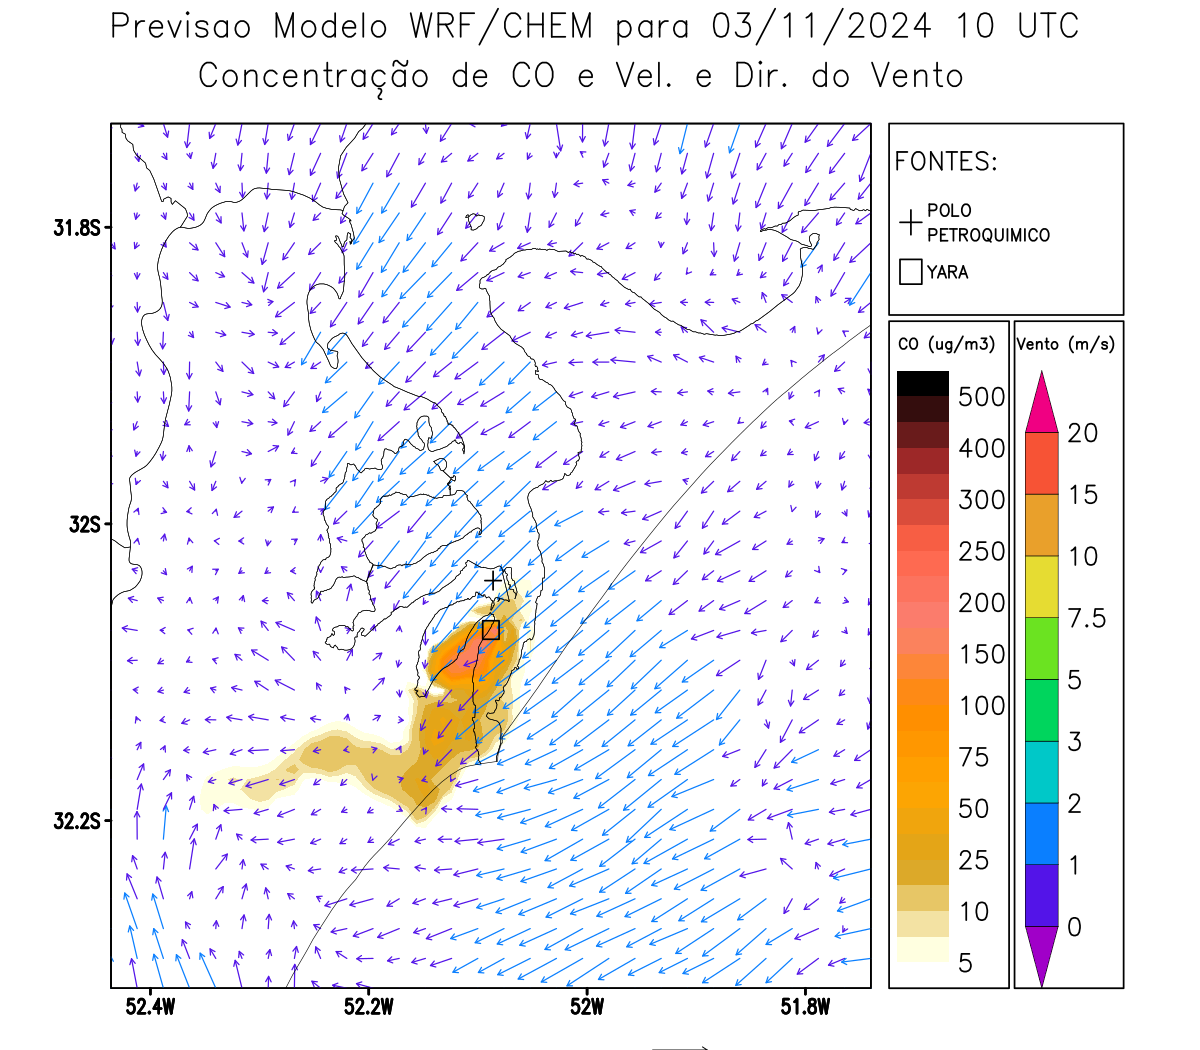 Previsao Modelo WRF/CHEM para 03/11/2024 10 UTC
Concentração de CO e Vel. e Dir. do Vento
FONTES:
POLO
PETROQUIMICO
YARA
CO (ug/m3)
500
400
300
250
200
150
100
75
50
25
10
5
Vento (m/s)
20
15
10
7.5
5
3
2
1
0
31.8S
32S
32.2S
52.4W
52.2W
52W
51.8W